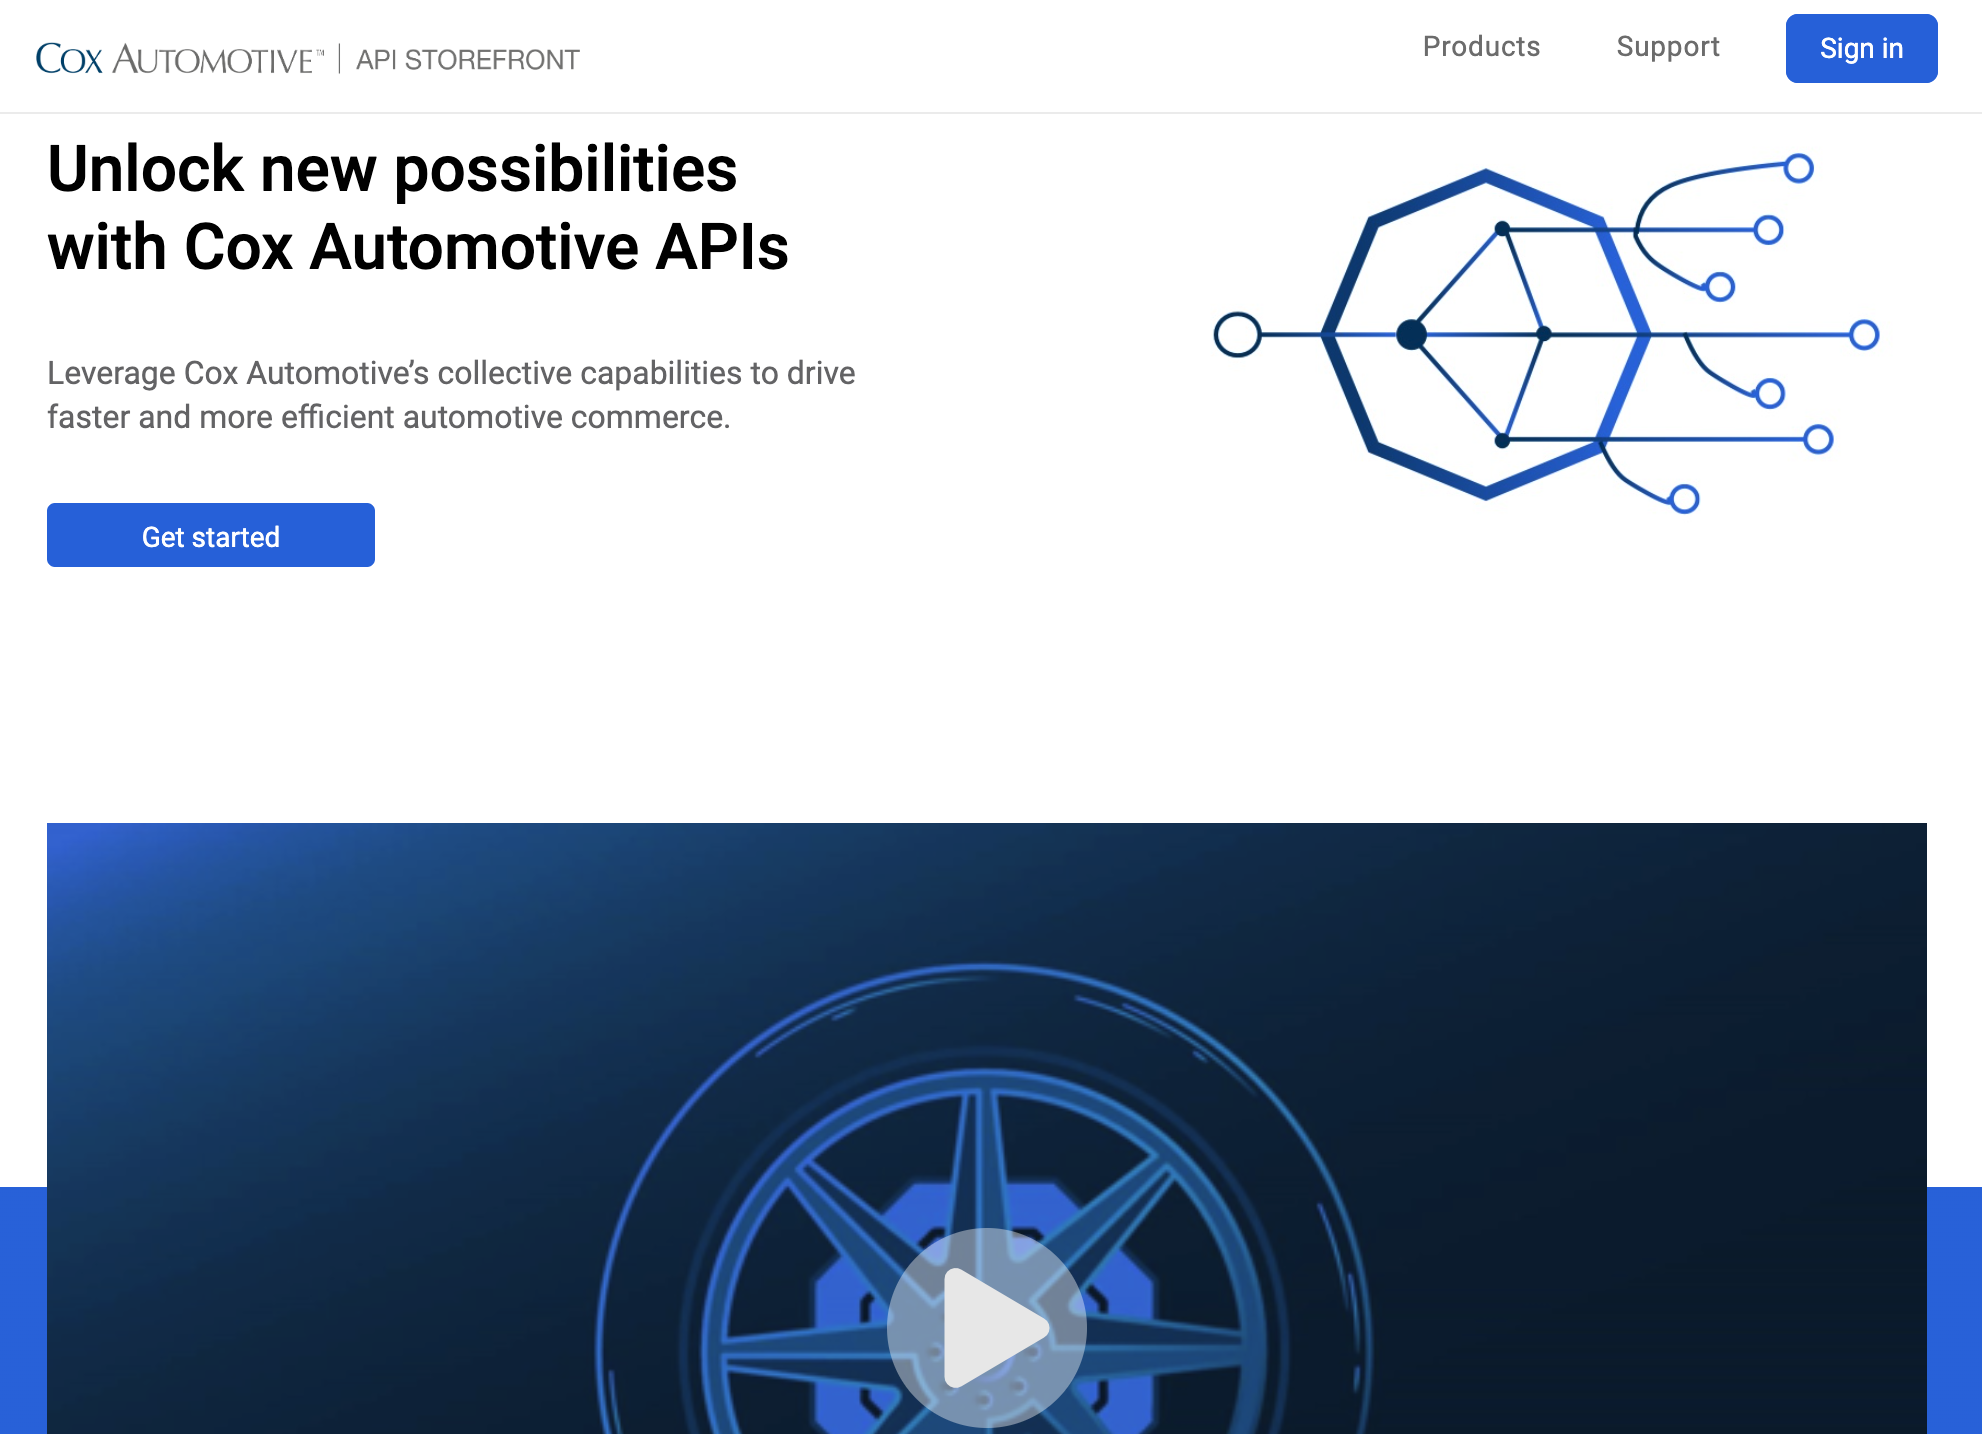 COX AUTOMOTIVE™ | API STOREFRONT
Products
Support
Sign in
Unlock new possibilities
with Cox Automotive APIs
Leverage Cox Automotive’s collective capabilities to drive
faster and more efficient automotive commerce.
Get started